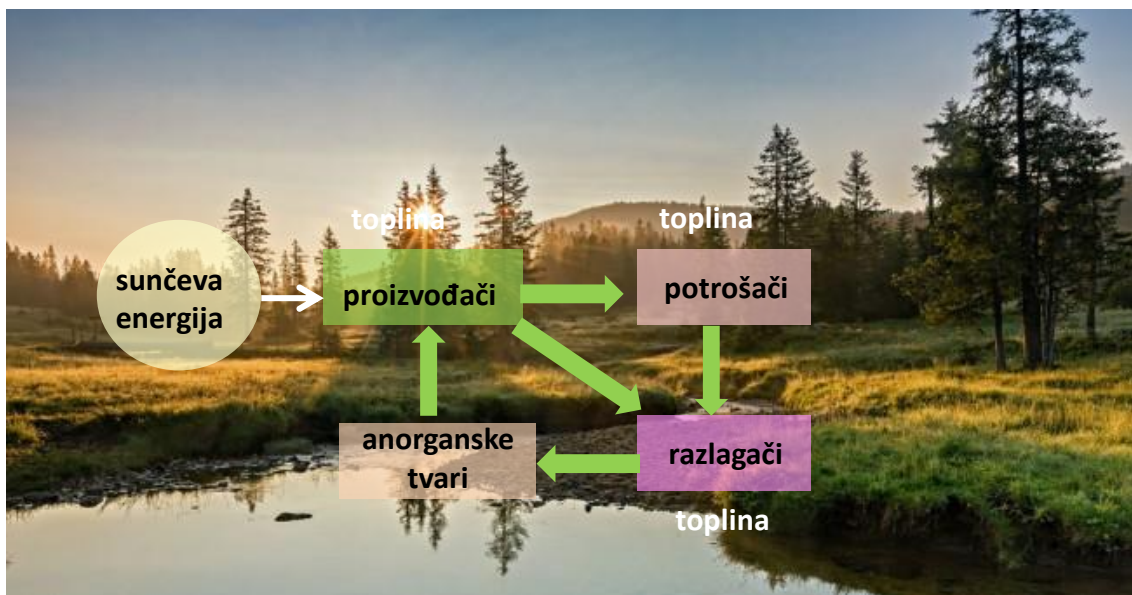 toplina
toplina
sunčeva
energija
proizvođači
potrošači
anorganske
tvari
razlagači
toplina